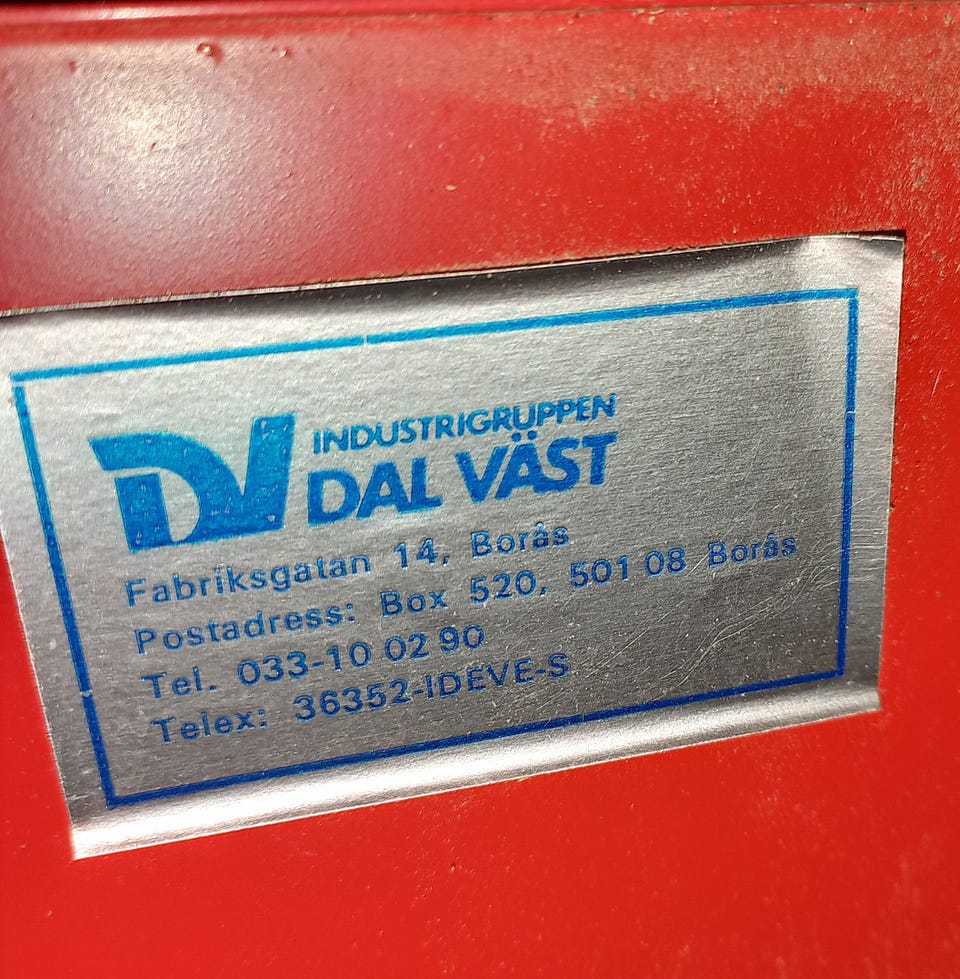 DV
INDUSTRIGRUPPEN
DAL VÄST
Fabriksgatan 14, Borås
Postadress: Box 520, 501 08 Borås
Tel. 033-10 02 90
Telex: 36352-IDEVE-S